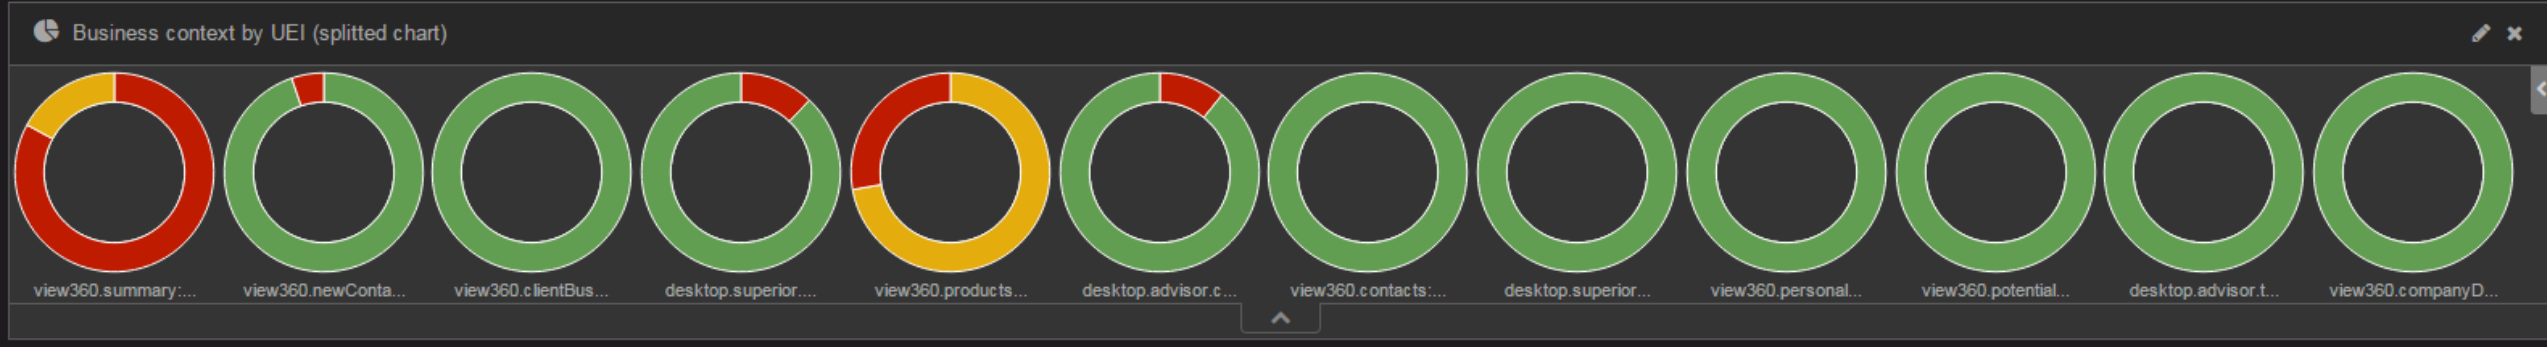 Business context by UEI (splitted chart)
view360.summary:...
view360.newConta...
view360.clientBus...
desktop.superior....
view360.products...
desktop.advisor.c...
view360.contacts:...
desktop.superior...
view360.personal...
view360.potential...
desktop.advisor.t...
view360.companyD...